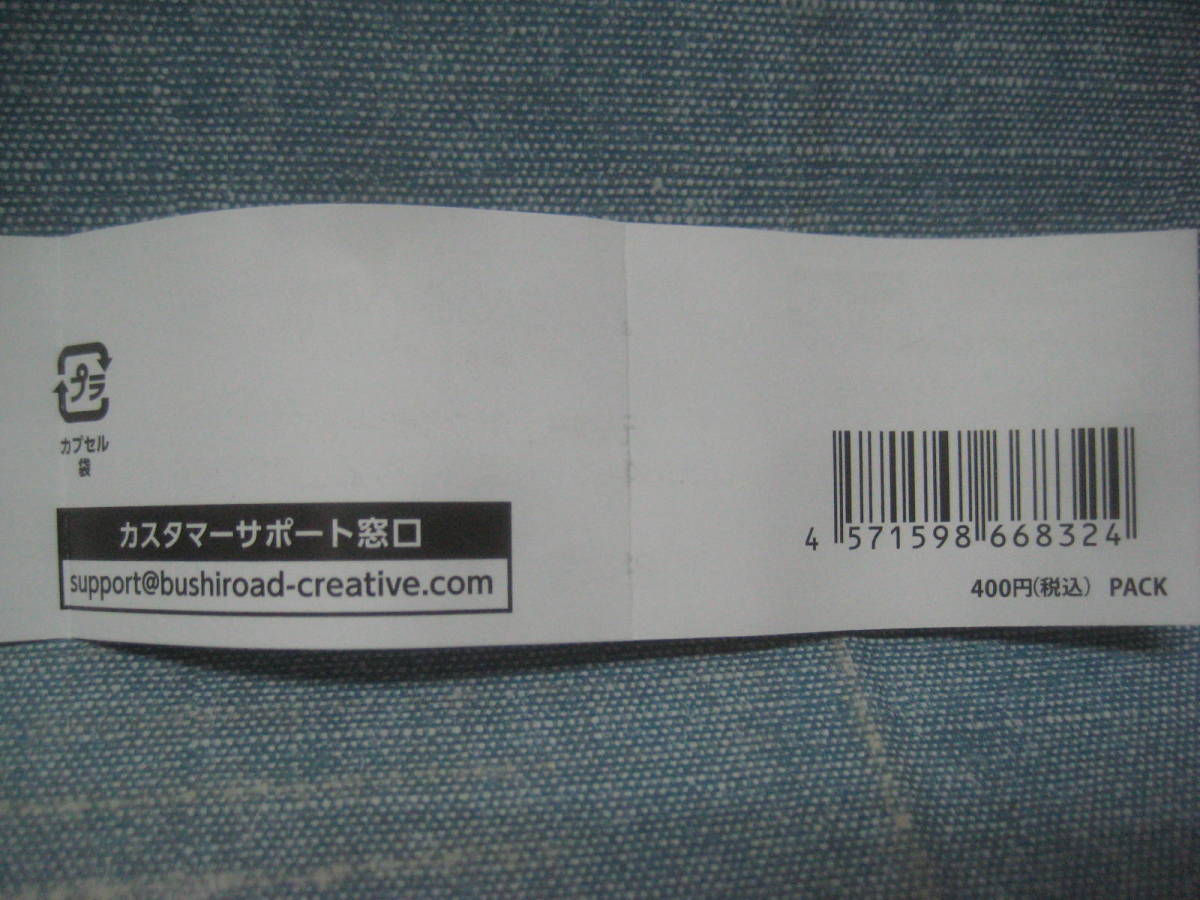 プラ
カプセル
袋
カスタマーサポート窓口
support@bushiroad-creative.com
4 571598 668324
400円(税込) PACK